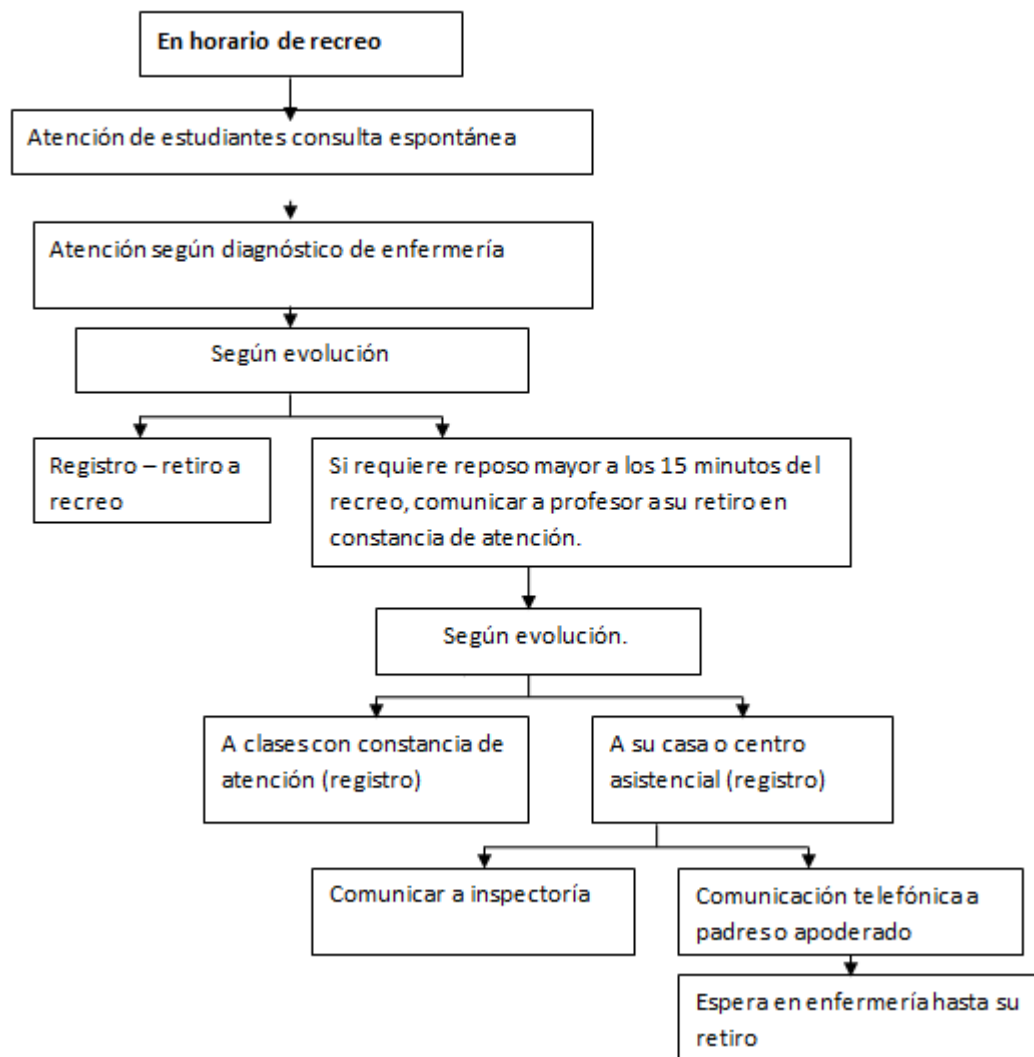 En horario de recreo
Atención de estudiantes consulta espontánea
Atención según diagnóstico de enfermería
Según evolución
Registro – retiro a
recreo
Si requiere reposo mayor a los 15 minutos del
recreo, comunicar a profesor a su retiro en
constancia de atención.
Según evolución.
A clases con constancia de
atención (registro)
A su casa o centro
asistencial (registro)
Comunicar a inspectoría
Comunicación telefónica a
padres o apoderado
Espera en enfermería hasta su
retiro